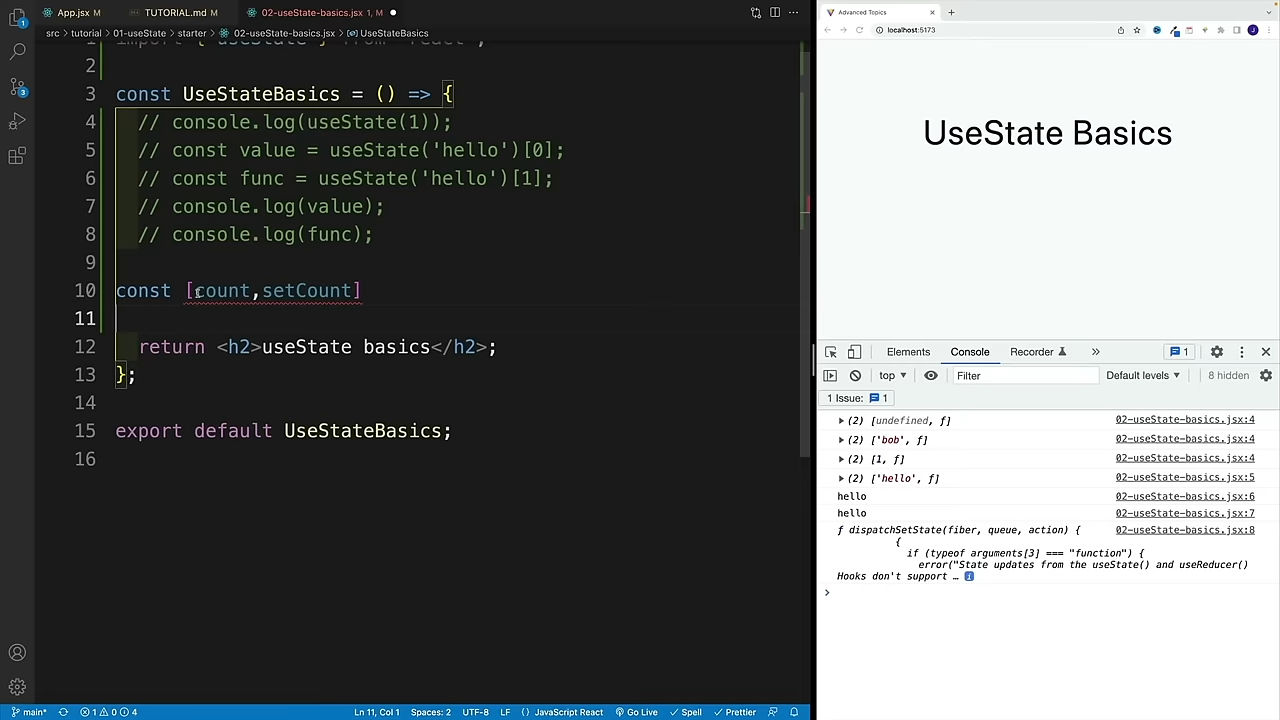 App.jsx M
TUTORIAL.md M
02-useState-basics.jsx 1, M
src > tutorial
useState-basics.jsx
UseStateBasics
2
3 const UseStateBasics = () => {
4 // console.log(useState(1));
5 // const value = useState('hello')[0];
6 // const func = useState('hello')[1];
7 // console.log(value);
8 // console.log(func);
9
10 const [count,setCount]
11
12 return <h2>useState basics</h2>;
13 };
14
15 export default UseStateBasics;
16
main* 1 0 4
Ln 11, Col 1 Spaces: 2 UTF-8 LF {} JavaScript React Go Live Spell Prettier
Advanced Topics
localhost:5173
UseState Basics
Elements Console Recorder 1
top Filter Default levels 8 hidden
1 Issue: 1
(2) [undefined, f] 02-useState-basics.jsx:4
(2) ['bob', f] 02-useState-basics.jsx:4
(2) [1, f] 02-useState-basics.jsx:4
(2) ['hello', f] 02-useState-basics.jsx:5
hello 02-useState-basics.jsx:6
hello 02-useState-basics.jsx:7
f dispatchSetState(fiber, queue, action) { 02-useState-basics.jsx:8
{
if (typeof arguments[3] === "function") {
error("State updates from the useState() and useReducer()
Hooks don't support …
>